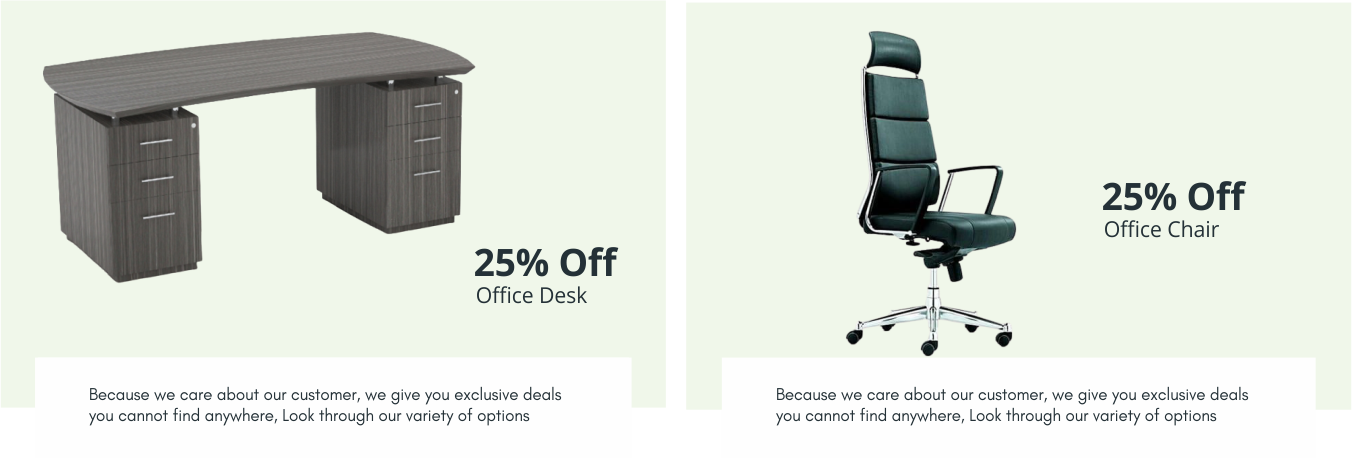 25% Off
Office Desk
Because we care about our customer, we give you exclusive deals
you cannot find anywhere, Look through our variety of options
25% Off
Office Chair
Because we care about our customer, we give you exclusive deals
you cannot find anywhere, Look through our variety of options